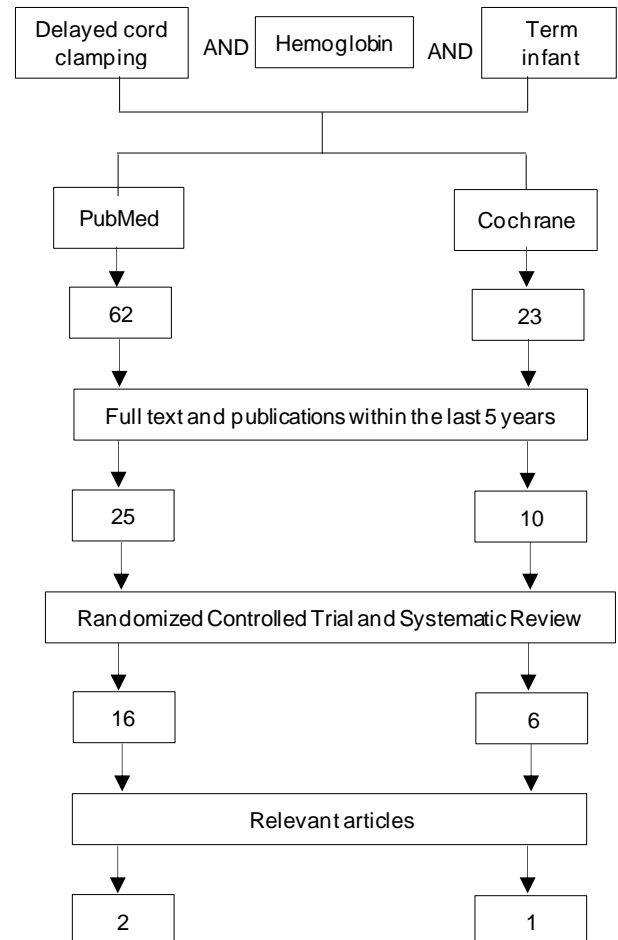 Delayed cord
clamping
AND
Hemoglobin
AND
Term
infant
PubMed
Cochrane
62
23
Full text and publications within the last 5 years
25
10
Randomized Controlled Trial and Systematic Review
16
6
Relevant articles
2
1